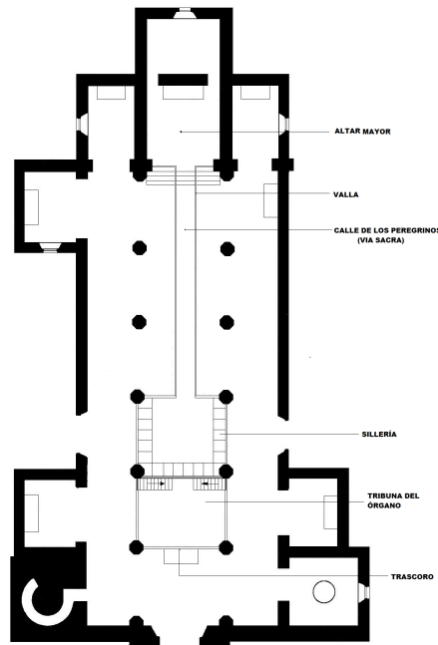 ALTAR MAYOR
VALLA
CALLE DE LOS PEREGRINOS
(VIA SACRA)
SILLERÍA
TRIBUNA DEL
ÓRGANO
TRASCORO